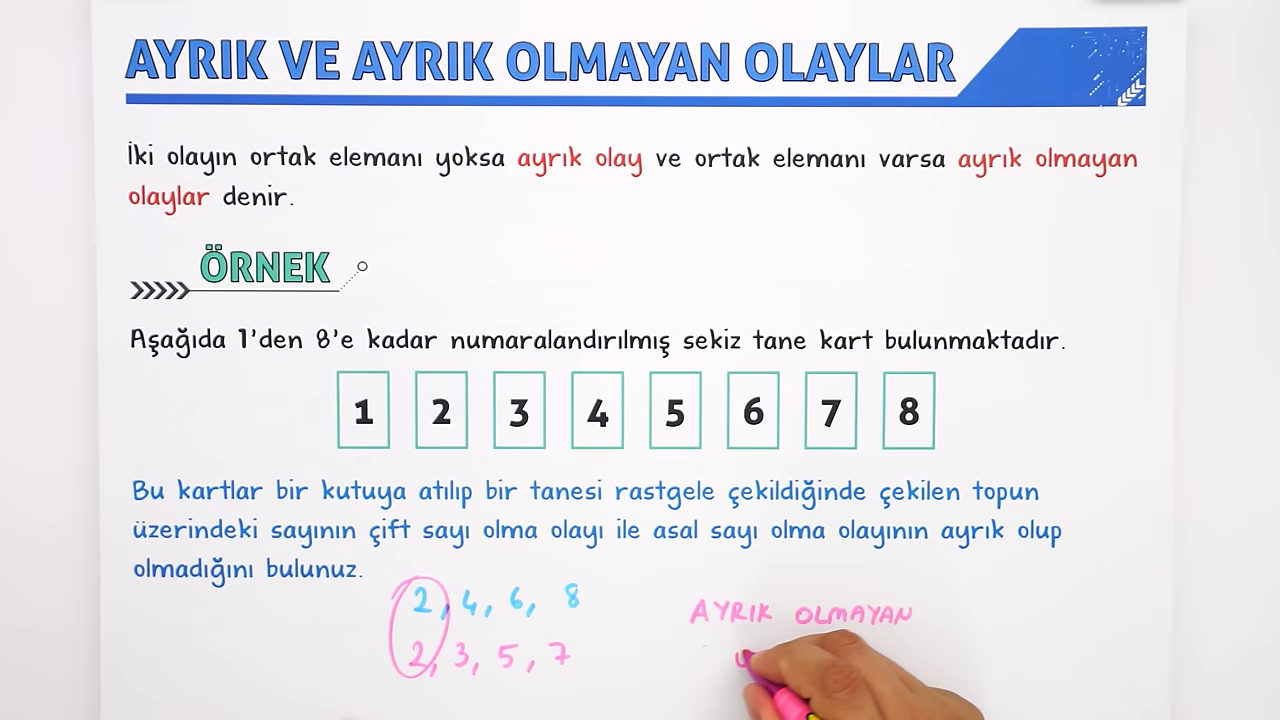 AYRIK VE AYRIK OLMAYAN OLAYLAR
İki olayın ortak elemanı yoksa ayrık olay ve ortak elemanı varsa ayrık olmayan
olaylar denir.
ÖRNEK
Aşağıda 1'den 8'e kadar numaralandırılmış sekiz tane kart bulunmaktadır.
1 2 3 4 5 6 7 8
Bu kartlar bir kutuya atılıp bir tanesi rastgele çekildiğinde çekilen topun
üzerindeki sayının çift sayı olma olayı ile asal sayı olma olayının ayrık olup
olmadığını bulunuz.
2, 4, 6, 8
2, 3, 5, 7
AYRIK OLMAYAN